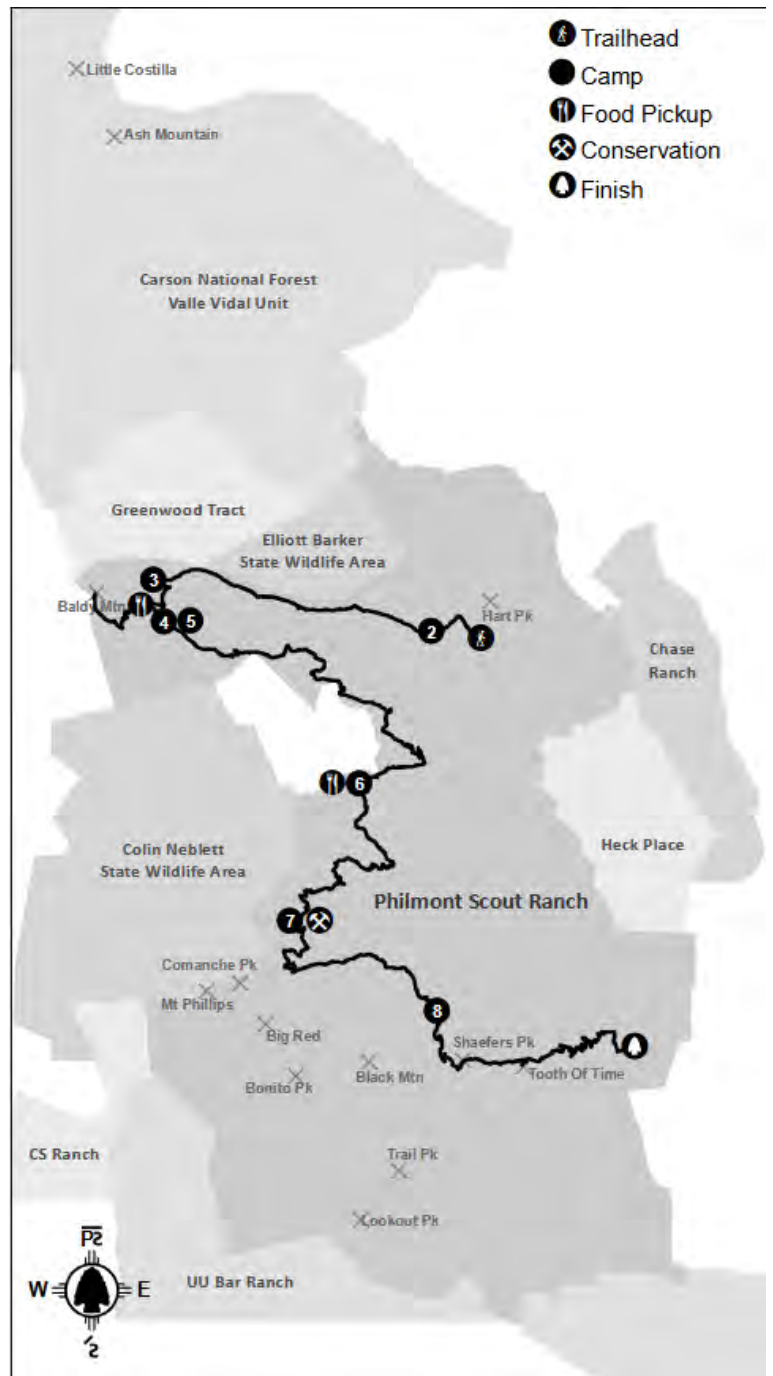 Trailhead
Camp
Food Pickup
Conservation
Finish
Little Costilla
Ash Mountain
Carson National Forest
Valle Vidal Unit
Greenwood Tract
Elliott Barker
State Wildlife Area
3
Baldy Mtn
4
5
2
Hart Pk
Chase
Ranch
6
Heck Place
Colin Neblett
State Wildlife Area
Philmont Scout Ranch
7
Comanche Pk
Mt Phillips
8
Big Red
Shaefers Pk
Black Mtn
Tooth Of Time
Bonito Pk
CS Ranch
Trail Pk
Lookout Pk
UU Bar Ranch
W
E